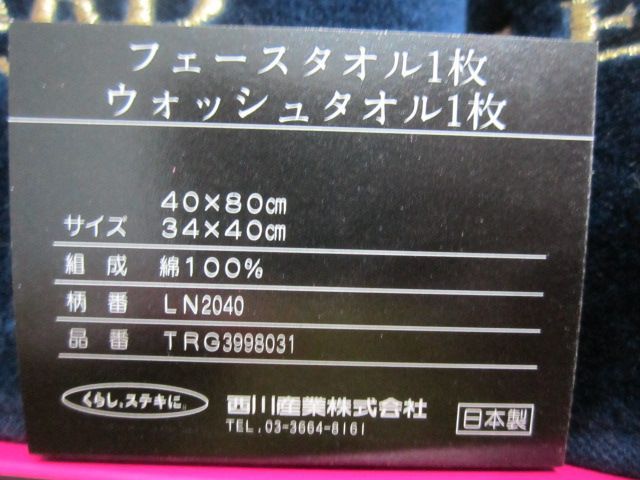 フェースタオル1枚
ウォッシュタオル1枚
40×80㎝
サイズ 34×40㎝
組成 綿100%
柄番 LN2040
品番 TRG3998031
くらし、ステキに。
西川産業株式会社
TEL.03-3664-8161
日本製